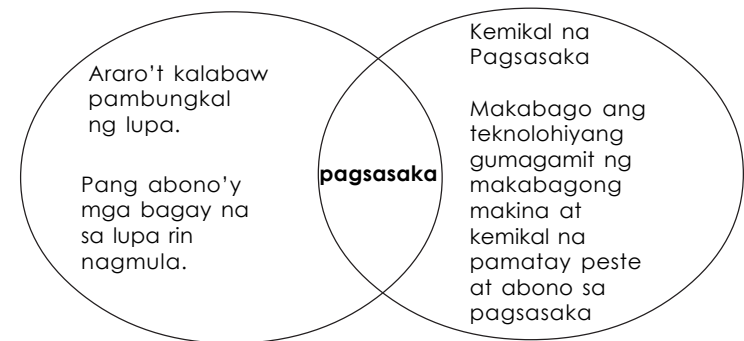 Araro't kalabaw
pambungkal
ng lupa.
Pang abono'y
mga bagay na
sa lupa rin
nagmula.
pagsasaka
Kemikal na
Pagsasaka
Makabago ang
teknolohiyang
gumagamit ng
makabagong
makina at
kemikal na
pamatay peste
at abono sa
pagsasaka